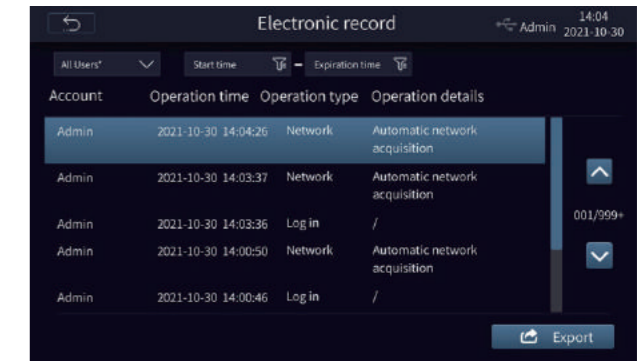 Electronic record
Admin
14:04
2021-10-30
All Users* Start time – Expiration time
Account Operation time Operation type Operation details
Admin 2021-10-30 14:04:26 Network Automatic network
acquisition
Admin 2021-10-30 14:03:37 Network Automatic network
acquisition
Admin 2021-10-30 14:03:36 Log in /
001/999+
Admin 2021-10-30 14:00:50 Network Automatic network
acquisition
Admin 2021-10-30 14:00:46 Log in /
Export